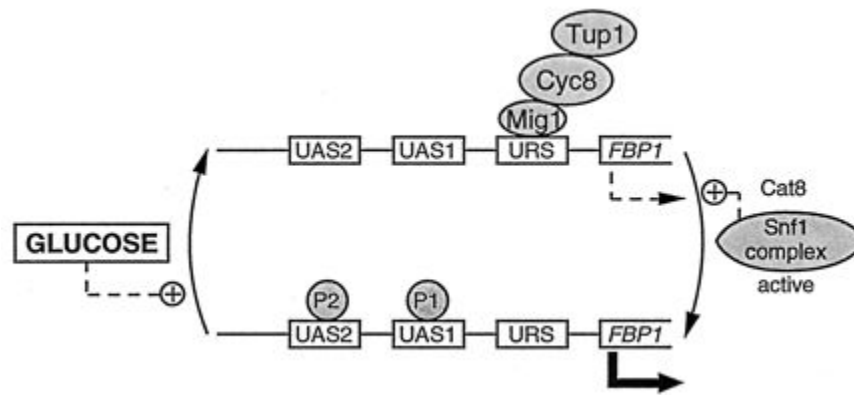 Tup1
Cyc8
Mig1
UAS2 UAS1 URS FBP1
+ Cat8
Snf1
complex
active
GLUCOSE
+
P2 P1
UAS2 UAS1 URS FBP1